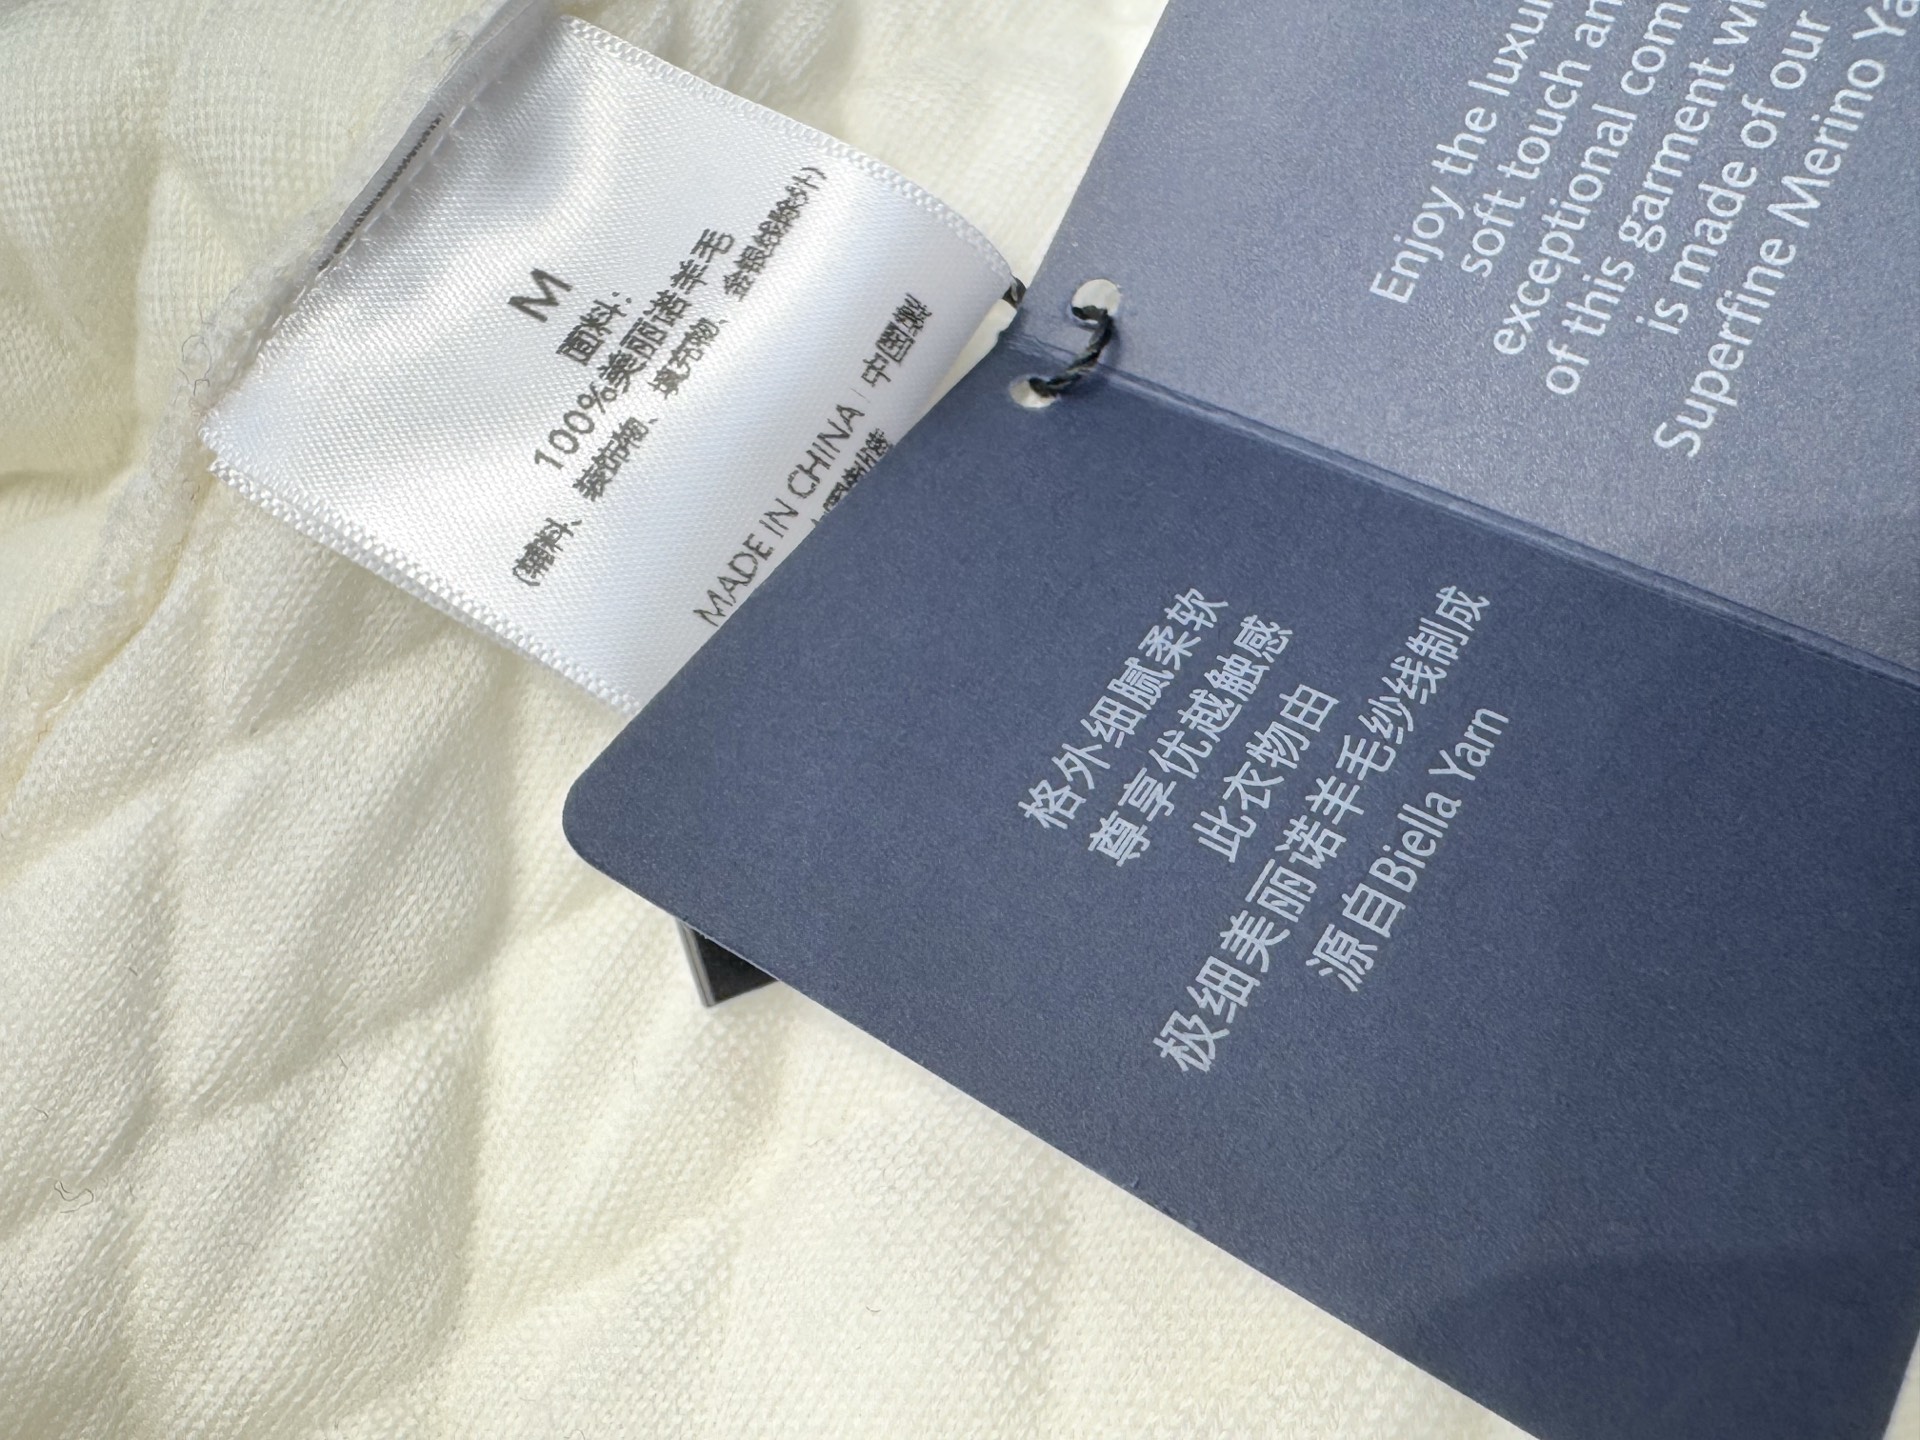 M
面料:
100%美丽诺羊毛
(辅料、装饰物、填充物、金银线除外)
MADE IN CHINA / 中国製
Enjoy the
soft touch
exceptional
of this garment
is made of our
Superfine Merino
格外细腻柔软
尊享优越触感
此衣物由
极细美丽诺羊毛纱线制成
源自Biella Yarn